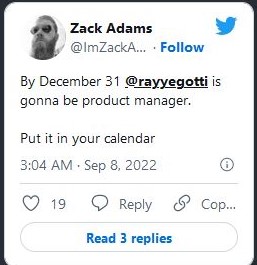 Zack Adams
@ImZackA... · Follow
By December 31 @rayyegotti is
gonna be product manager.
Put it in your calendar
3:04 AM · Sep 8, 2022
19 Reply Cop...
Read 3 replies